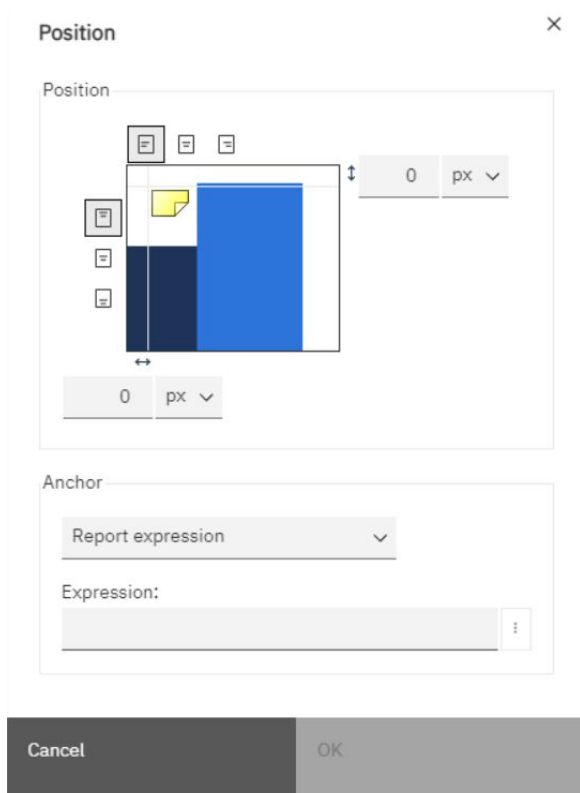 Position
Position
0 px
0 px
Anchor
Report expression
Expression:
Cancel OK